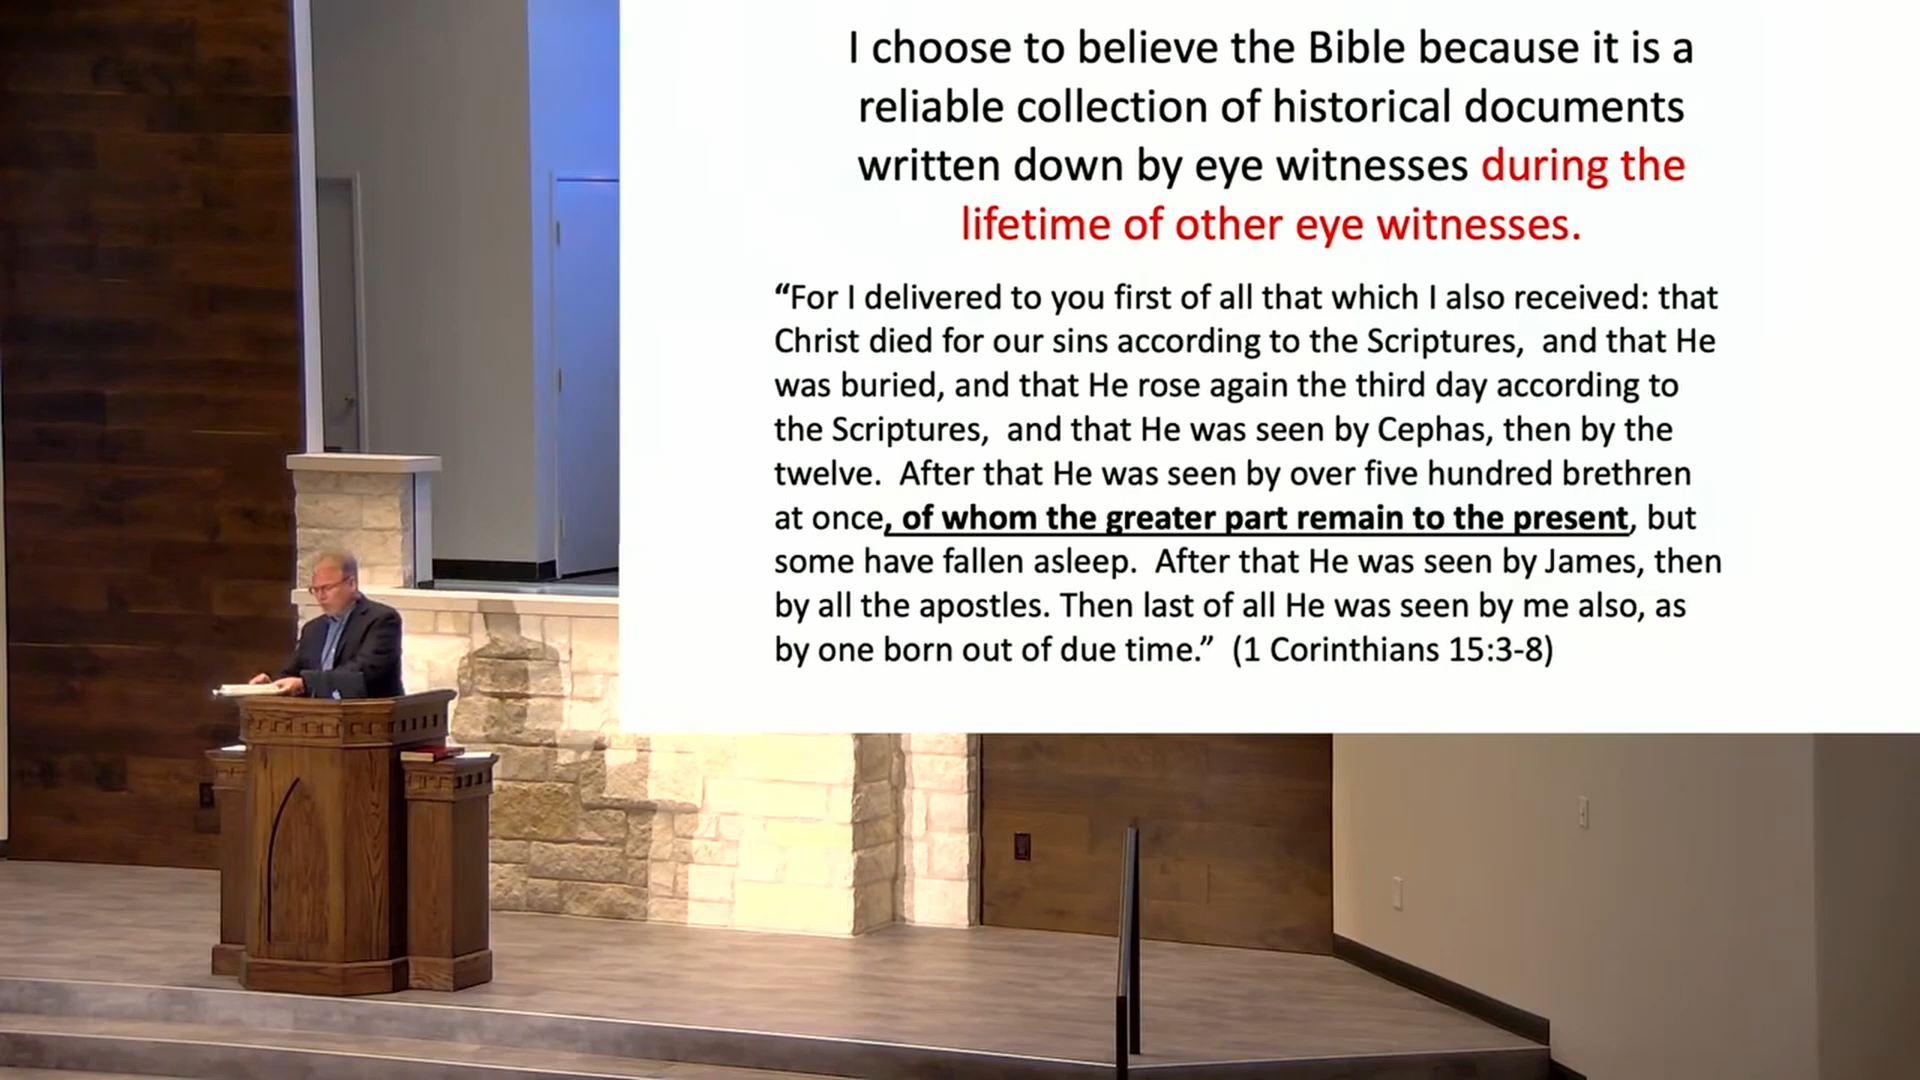 I choose to believe the Bible because it is a
reliable collection of historical documents
written down by eye witnesses during the
lifetime of other eye witnesses.
“For I delivered to you first of all that which I also received: that
Christ died for our sins according to the Scriptures,  and that He
was buried, and that He rose again the third day according to
the Scriptures,  and that He was seen by Cephas, then by the
twelve.  After that He was seen by over five hundred brethren
at once, of whom the greater part remain to the present, but
some have fallen asleep.  After that He was seen by James, then
by all the apostles. Then last of all He was seen by me also, as
by one born out of due time.”  (1 Corinthians 15:3-8)